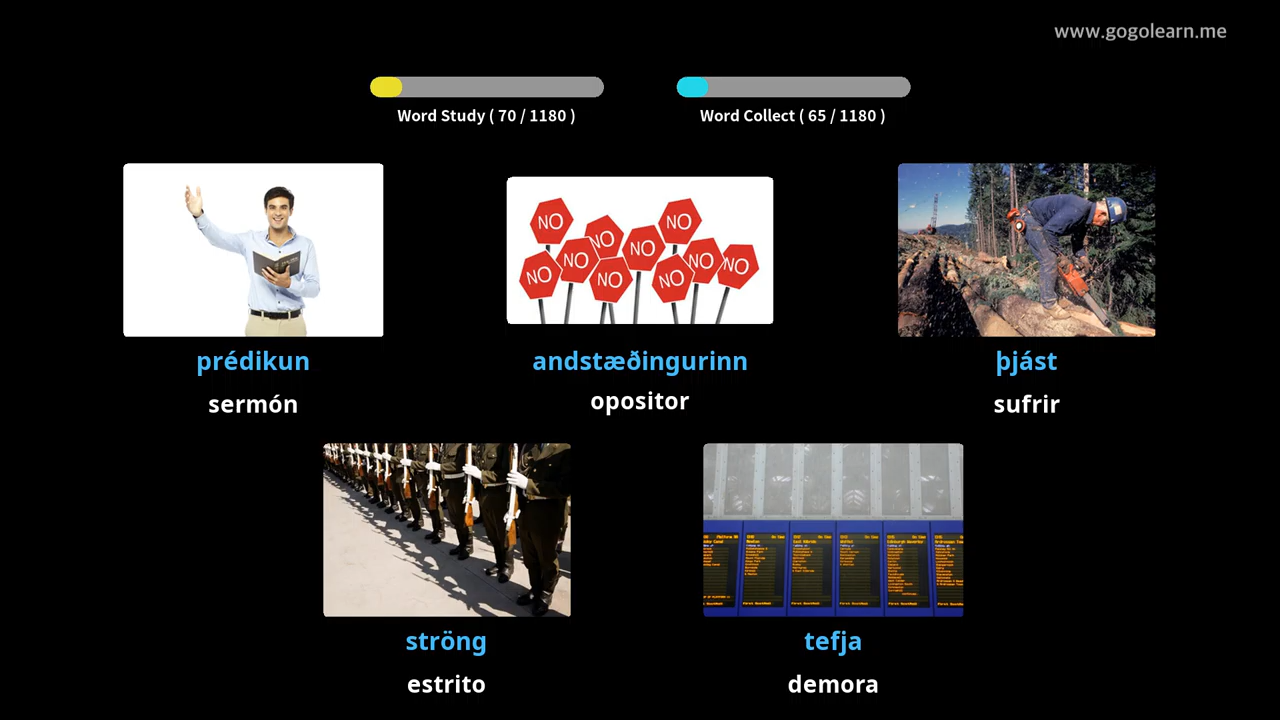 www.gogolearn.me
Word Study ( 70 / 1180 )
Word Collect ( 65 / 1180 )
NO
NO
NO
NO
NO
NO
NO
NO
NO
NO
prédikun
andstæðingurinn
þjást
sermón
opositor
sufrir
ströng
tefja
estrito
demora